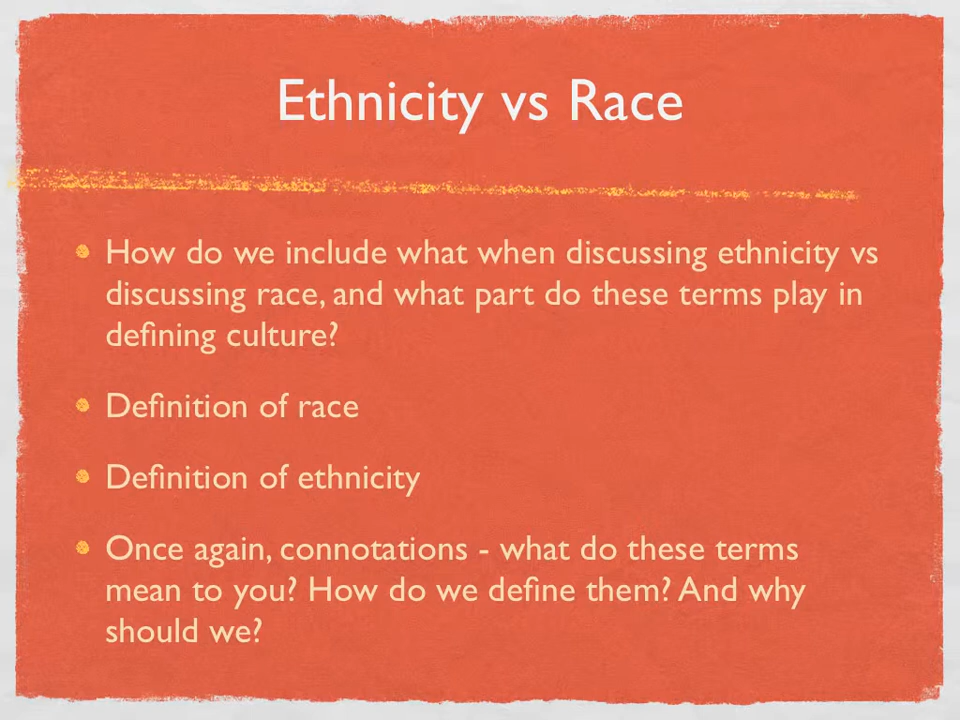 Ethnicity vs Race
How do we include what when discussing ethnicity vs
discussing race, and what part do these terms play in
defining culture?
Definition of race
Definition of ethnicity
Once again, connotations - what do these terms
mean to you? How do we define them? And why
should we?